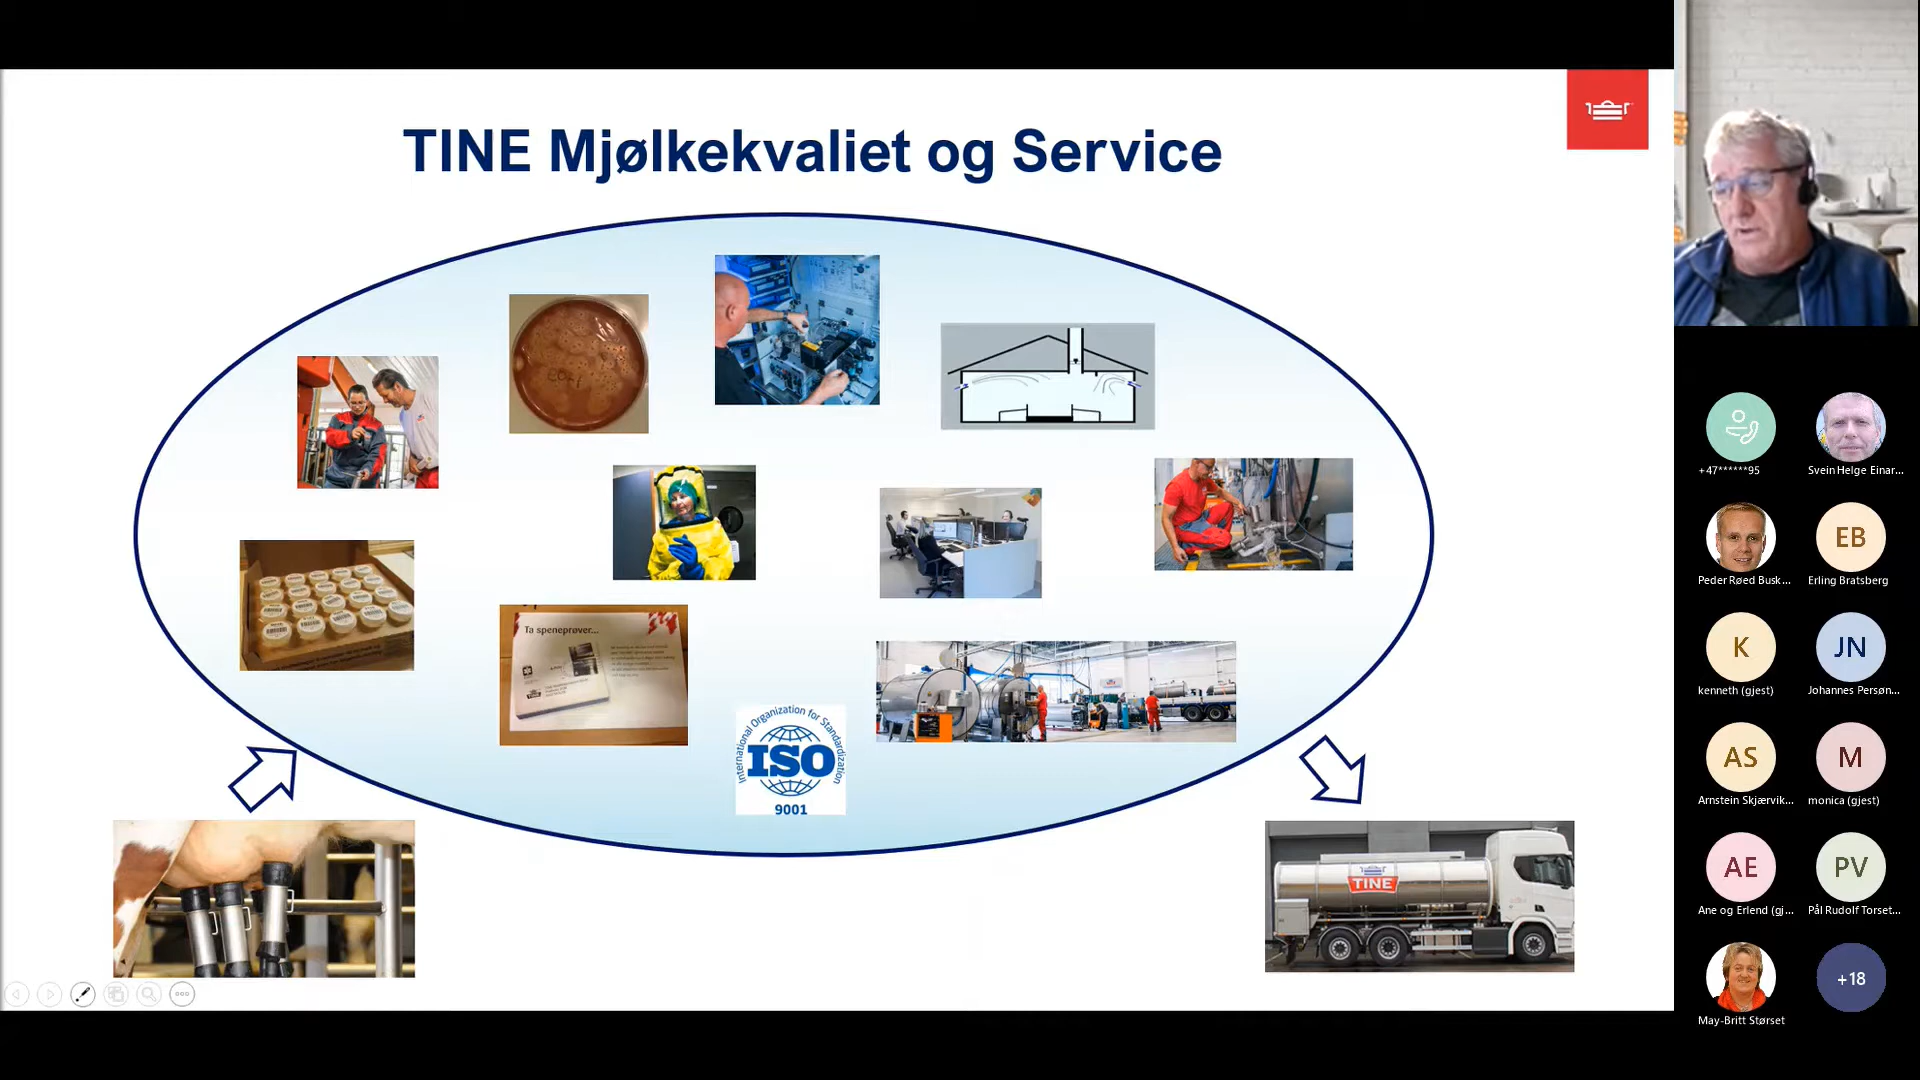 TINE Mjølkekvaliet og Service
Ta speneprøver...
International Organization for Standardization
ISO
9001
TINE
+47******95
Svein Helge Einar...
Peder Røed Busk...
EB
Erling Bratsberg
K
kenneth (gjest)
JN
Johannes Persøn...
AS
Arnstein Skjærvik...
M
monica (gjest)
AE
Ane og Erlend (gj...
PV
Pål Rudolf Torset...
May-Britt Størset
+18